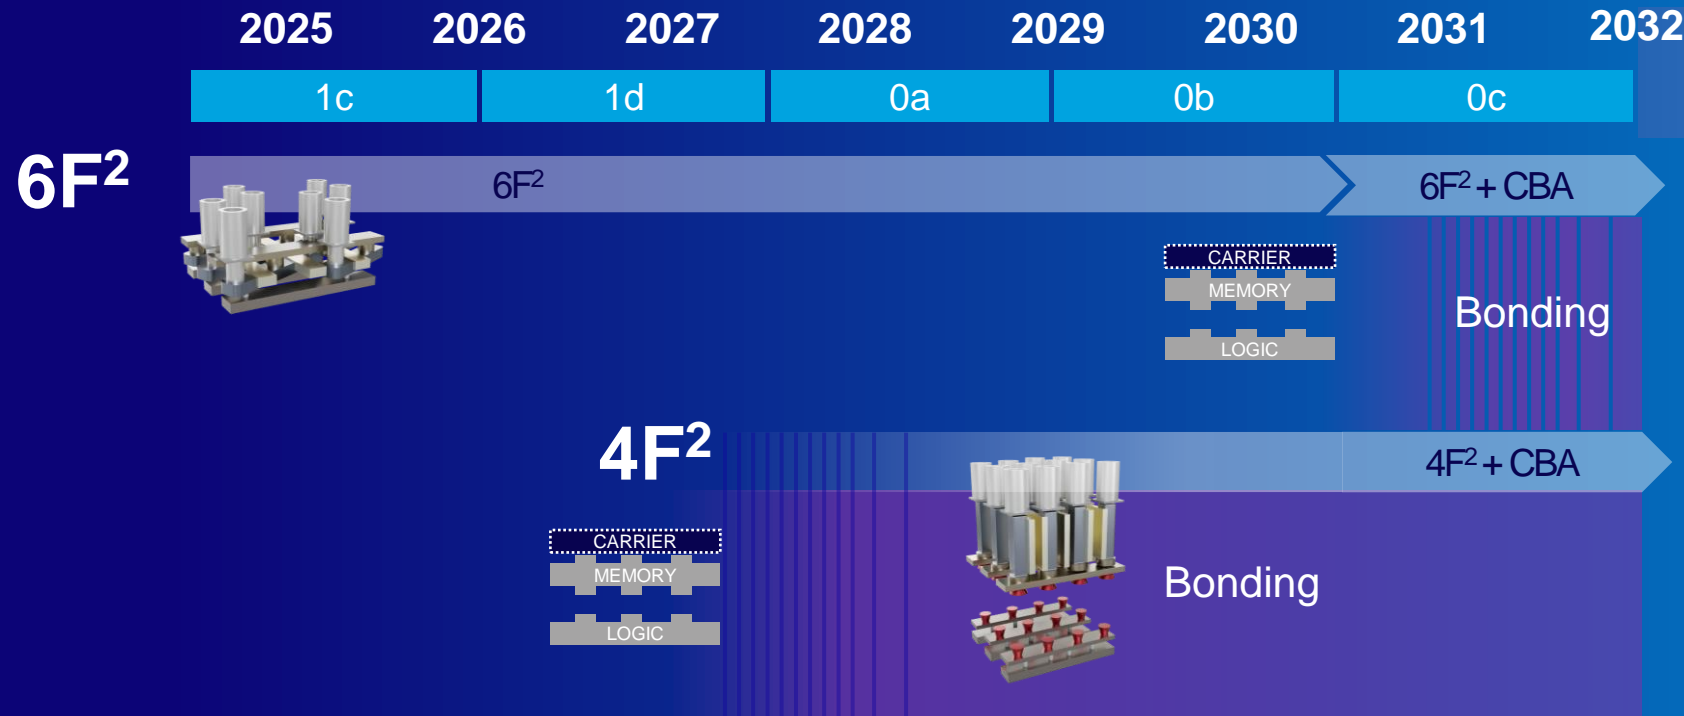 2025 2026 2027 2028 2029 2030 2031 2032
1c 1d 0a 0b 0c
6F²
6F²
6F² + CBA
CARRIER
MEMORY
LOGIC
Bonding
4F²
4F² + CBA
CARRIER
MEMORY
LOGIC
Bonding